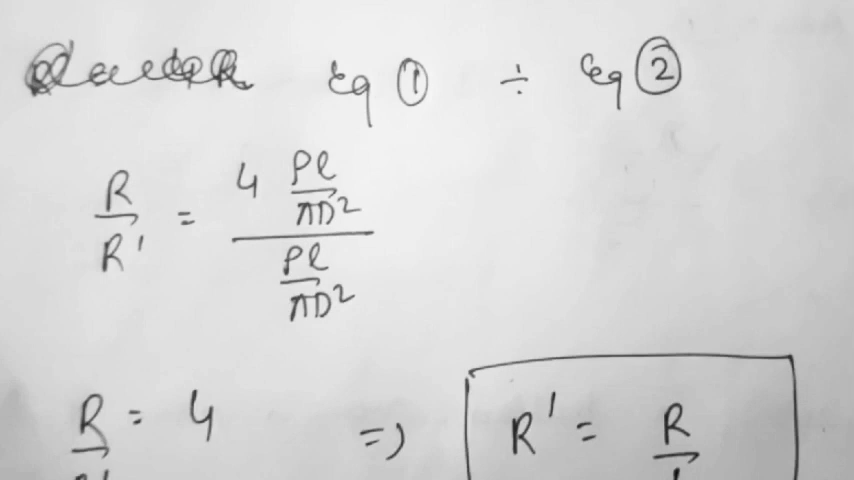 Eq ① ÷ Eq ②
R/R' = (4 ρl/πD²)/(ρl/πD²)
R/R' = 4 => R' = R/